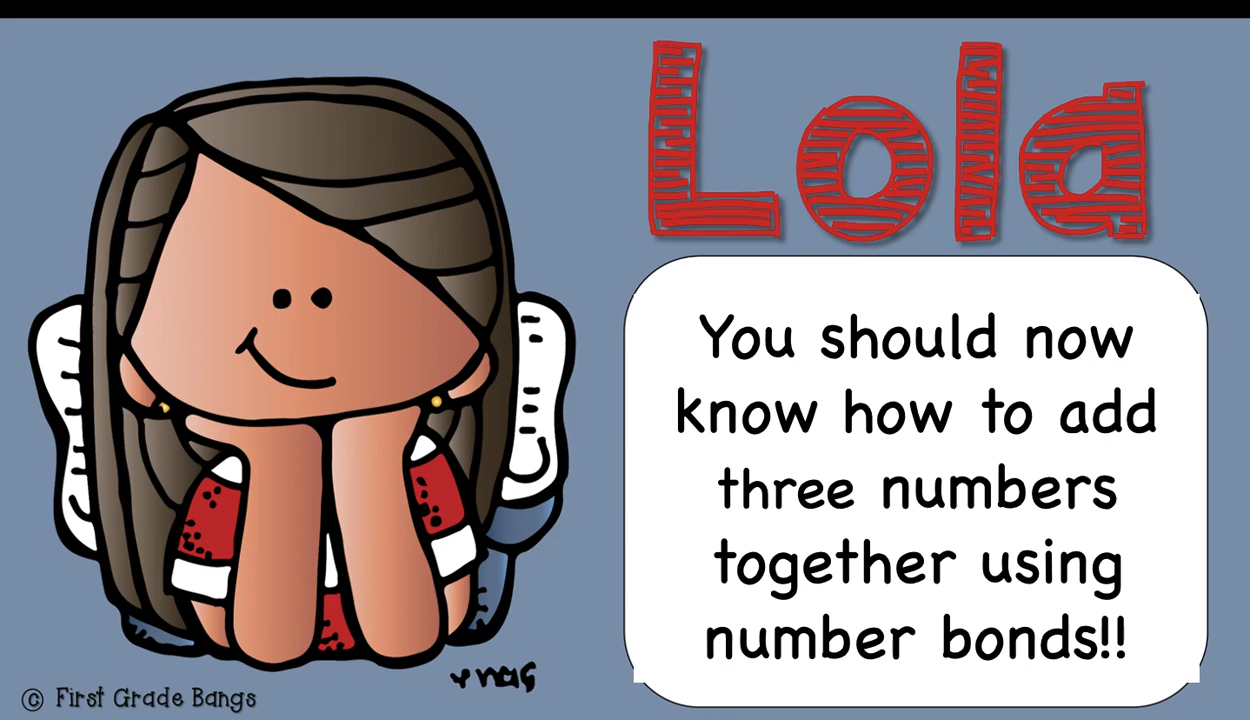 Lola
You should now
know how to add
three numbers
together using
number bonds!!
© First Grade Bangs